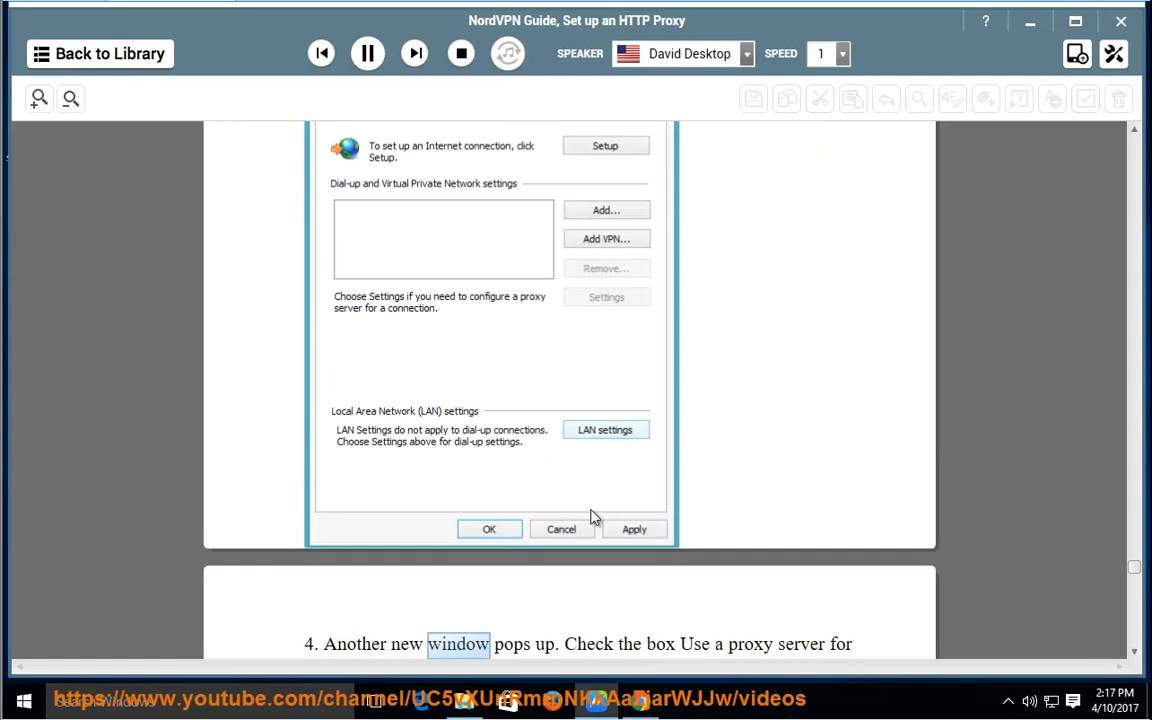 NordVPN Guide, Set up an HTTP Proxy
?
Back to Library
SPEAKER
David Desktop
SPEED
1
To set up an Internet connection, click
Setup.
Setup
Dial-up and Virtual Private Network settings
Add...
Add VPN...
Remove...
Choose Settings if you need to configure a proxy
server for a connection.
Settings
Local Area Network (LAN) settings
LAN Settings do not apply to dial-up connections.
Choose Settings above for dial-up settings.
LAN settings
OK
Cancel
Apply
4. Another new window pops up. Check the box Use a proxy server for
2:17 PM
4/10/2017